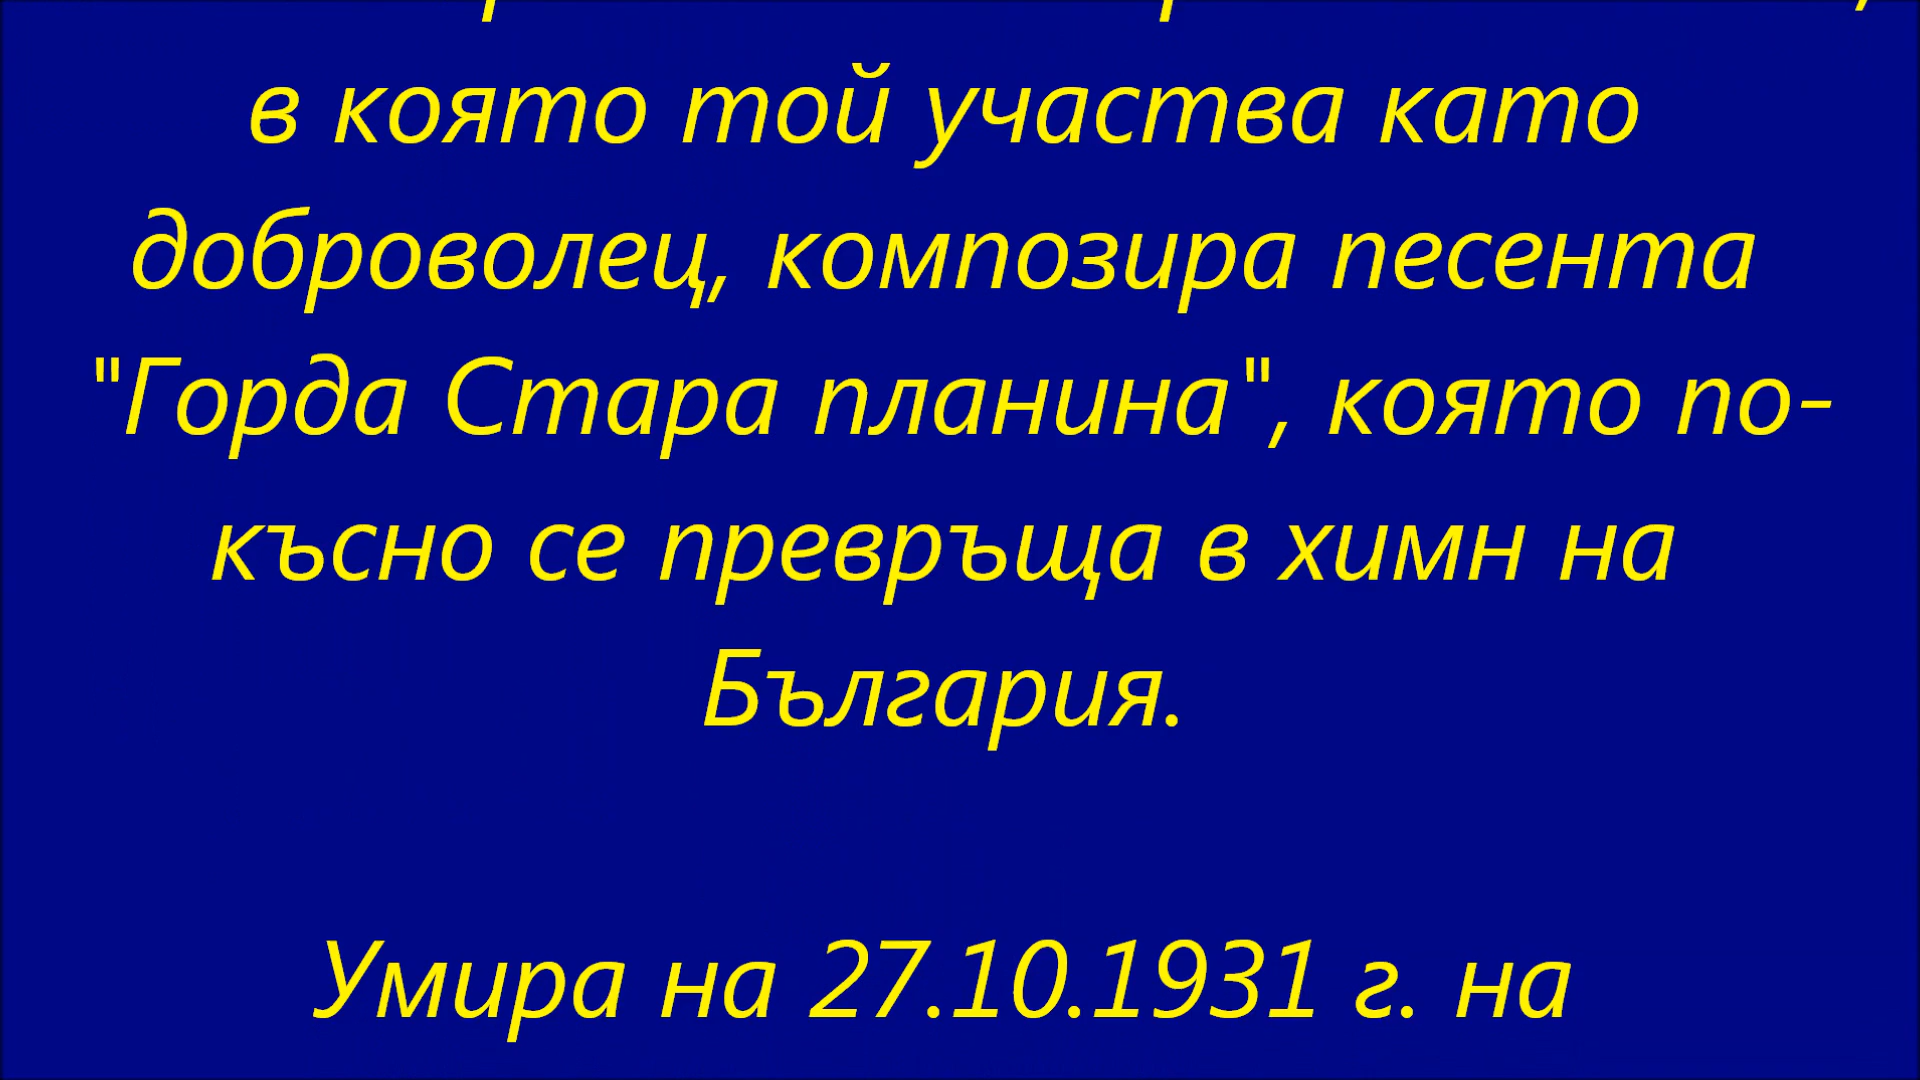 в която той участва като
доброволец, композира песента
"Горда Стара планина", която по-
късно се превръща в химн на
България.
Умира на 27.10.1931 г. на